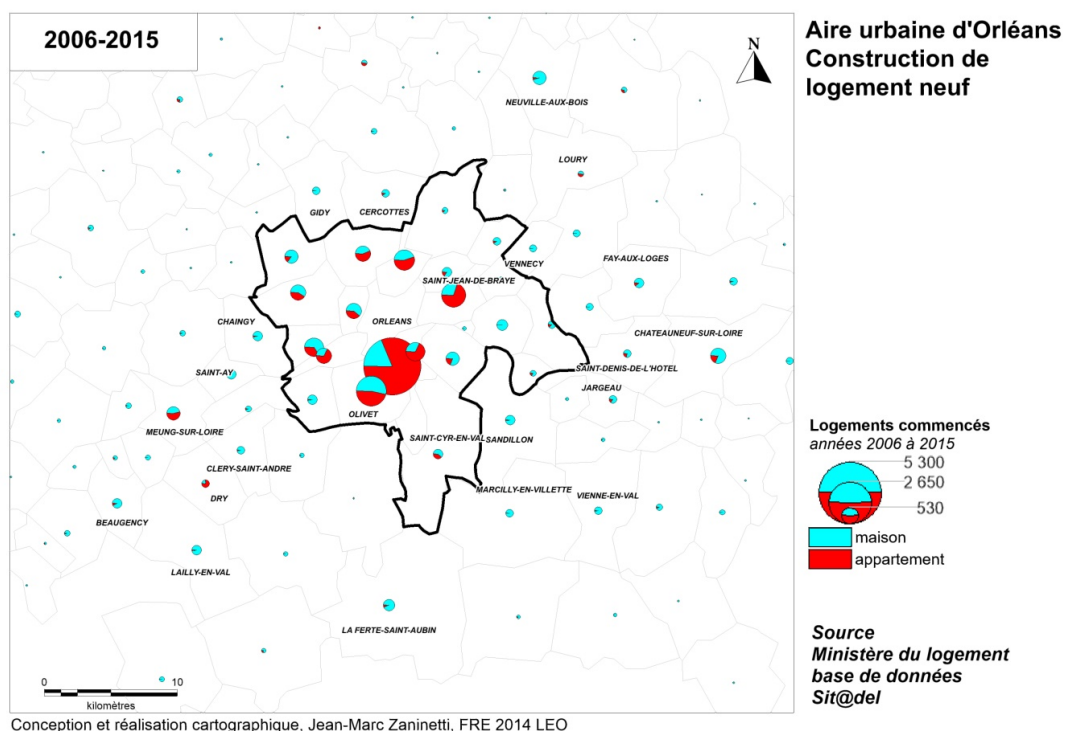 2006-2015
Aire urbaine d'Orléans
Construction de
logement neuf
N
NEUVILLE-AUX-BOIS
LOURY
GIDY
CERCOTTES
VENNECY
FAY-AUX-LOGES
SAINT-JEAN-DE-BRAYE
CHAINGY
ORLEANS
CHATEAUNEUF-SUR-LOIRE
SAINT-AY
SAINT-DENIS-DE-L'HOTEL
JARGEAU
OLIVET
MEUNG-SUR-LOIRE
SAINT-CYR-EN-VAL
SANDILLON
CLERY-SAINT-ANDRE
DRY
MARCILLY-EN-VILLETTE
VIENNE-EN-VAL
BEAUGENCY
LAILLY-EN-VAL
LA FERTE-SAINT-AUBIN
Logements commencés
années 2006 à 2015
5 300
2 650
530
maison
appartement
Source
Ministère du logement
base de données
Sit@del
0 10
kilomètres
Conception et réalisation cartographique, Jean-Marc Zaninetti, FRE 2014 LEO